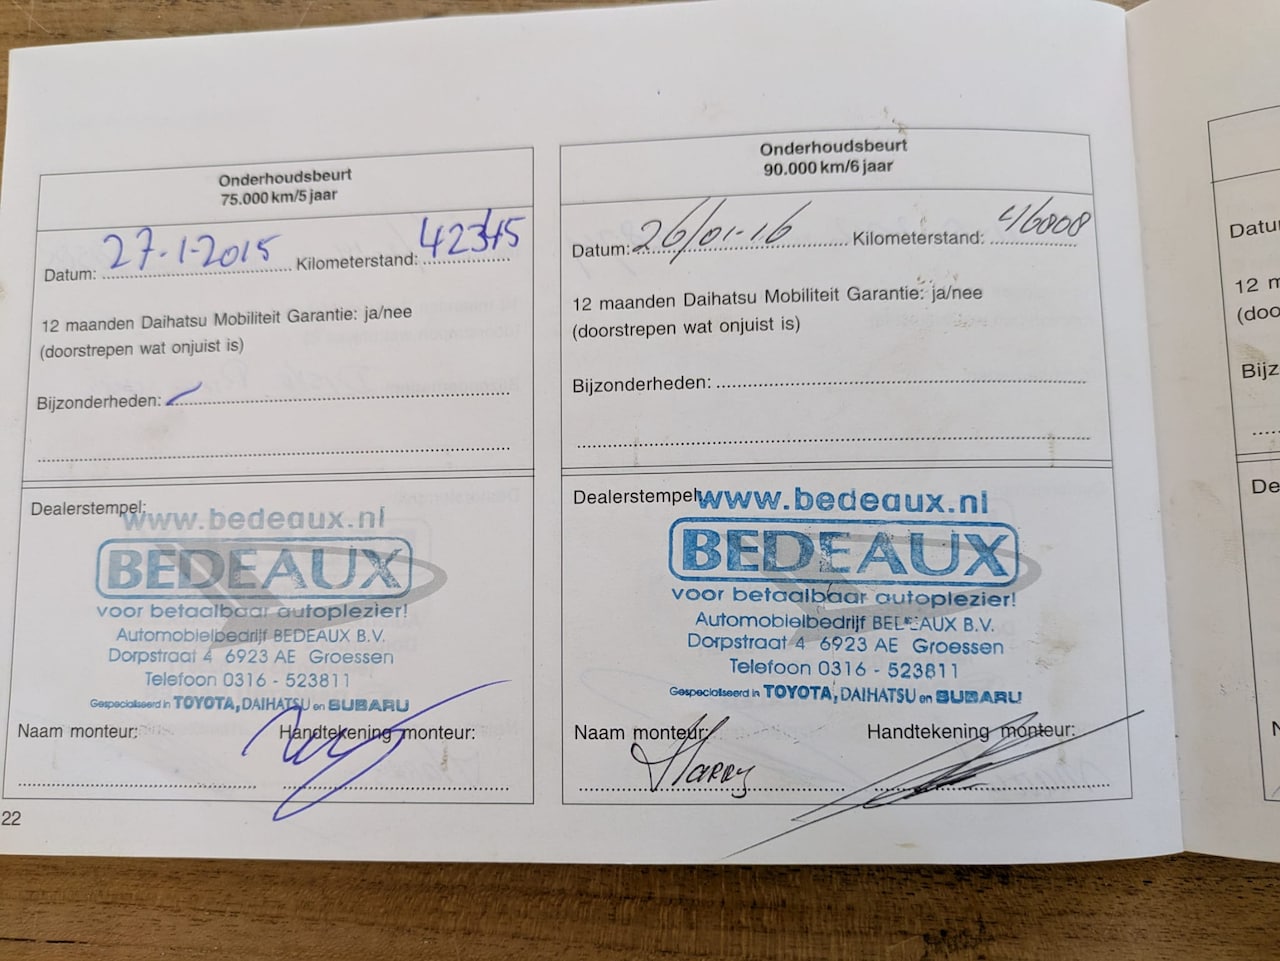 Onderhoudsbeurt
75.000 km/5 jaar
Datum: 27-1-2015 Kilometerstand: 42345
12 maanden Daihatsu Mobiliteit Garantie: ja/nee
(doorstrepen wat onjuist is)
Bijzonderheden:
Dealerstempel:
www.bedeaux.nl
BEDEAUX
voor betaalbaar autoplezier!
Automobielbedrijf BEDEAUX B.V.
Dorpstraat 4 6923 AE Groessen
Telefoon 0316 - 523811
Gespecialiseerd in TOYOTA, DAIHATSU en SUBARU
Naam monteur: Handtekening monteur:
22
Onderhoudsbeurt
90.000 km/6 jaar
Datum: 26/01-16 Kilometerstand: 46808
12 maanden Daihatsu Mobiliteit Garantie: ja/nee
(doorstrepen wat onjuist is)
Bijzonderheden:
Dealerstempel:
www.bedeaux.nl
BEDEAUX
voor betaalbaar autoplezier!
Automobielbedrijf BEDEAUX B.V.
Dorpstraat 4 6923 AE Groessen
Telefoon 0316 - 523811
Gespecialiseerd in TOYOTA, DAIHATSU en SUBARU
Naam monteur: Handtekening monteur:
Harry
12
(doo
De